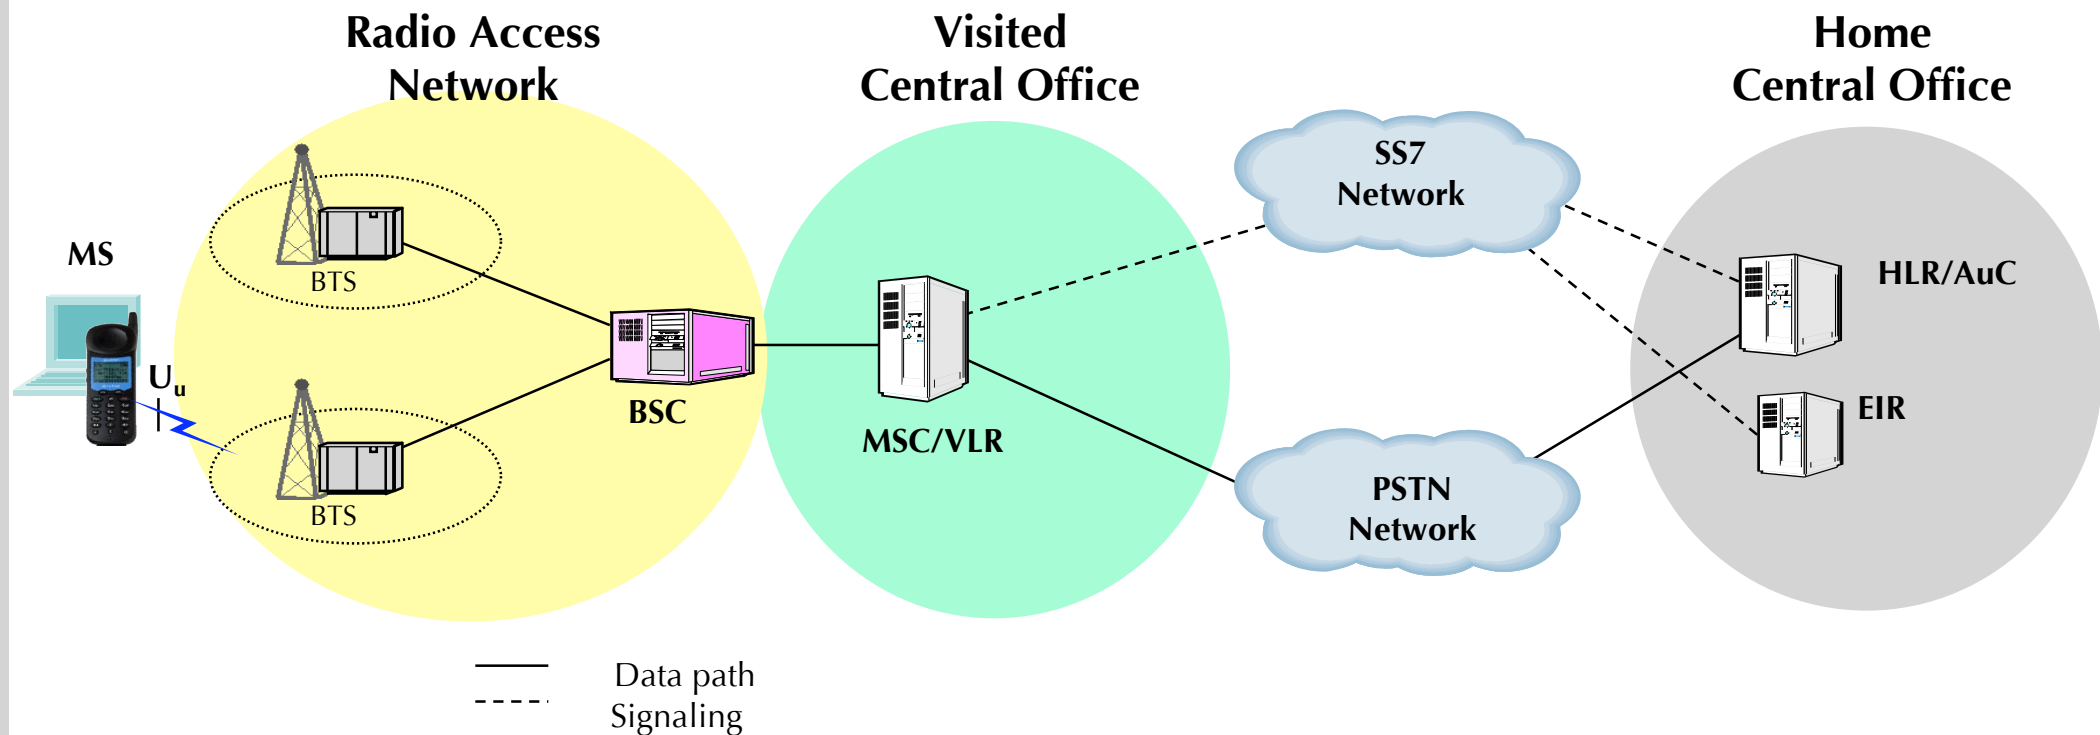 Radio Access
Network
Visited
Central Office
Home
Central Office
SS7
Network
MS
BTS
HLR/AuC
Uu
BSC
EIR
MSC/VLR
BTS
PSTN
Network
Data path
Signaling